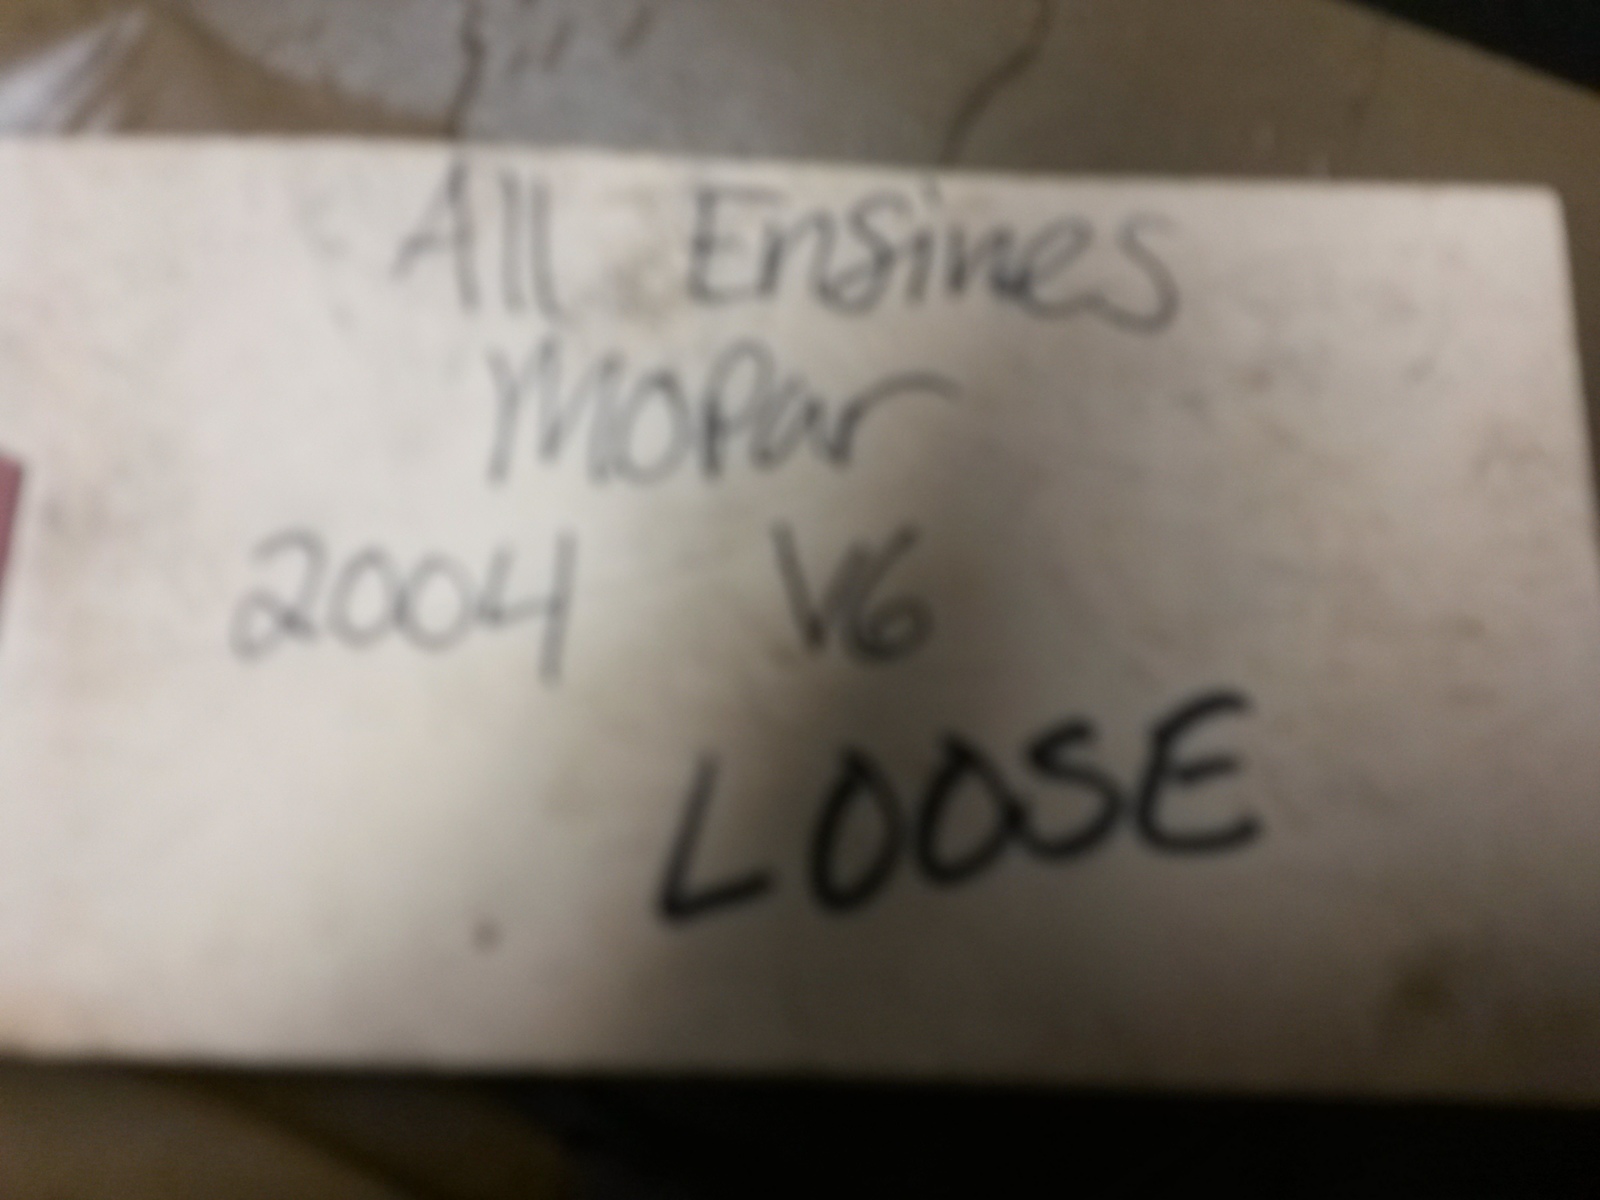 All Engines
Mopar
2004 V6
LOOSE